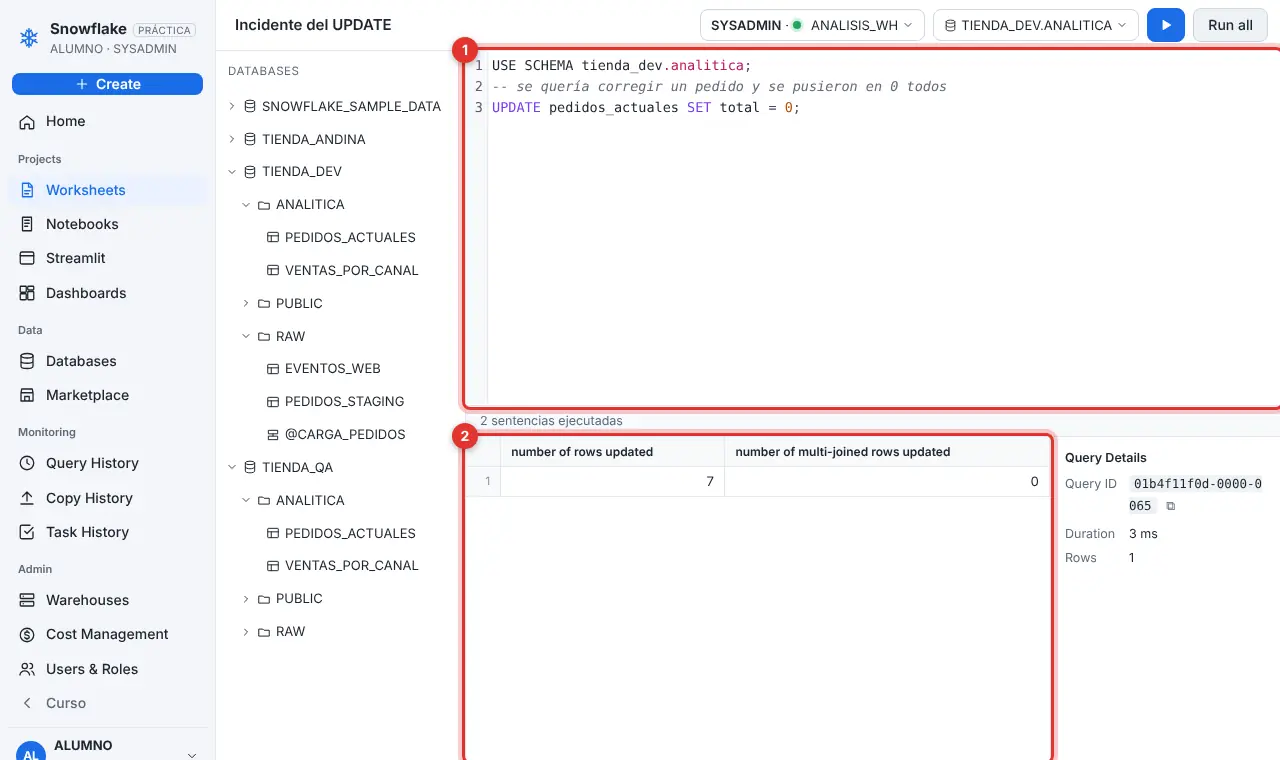 Snowflake PRÁCTICA
ALUMNO · SYSADMIN
+ Create
Home
Projects
Worksheets
Notebooks
Streamlit
Dashboards
Data
Databases
Marketplace
Monitoring
Query History
Copy History
Task History
Admin
Warehouses
Cost Management
Users & Roles
Curso
AL
ALUMNO
Incidente del UPDATE
SYSADMIN · ANALISIS_WH
TIENDA_DEV.ANALITICA
Run all
DATABASES
SNOWFLAKE_SAMPLE_DATA
TIENDA_ANDINA
TIENDA_DEV
ANALITICA
PEDIDOS_ACTUALES
VENTAS_POR_CANAL
PUBLIC
RAW
EVENTOS_WEB
PEDIDOS_STAGING
@CARGA_PEDIDOS
TIENDA_QA
ANALITICA
PEDIDOS_ACTUALES
VENTAS_POR_CANAL
PUBLIC
RAW
1
1 USE SCHEMA tienda_dev.analitica;
2 -- se quería corregir un pedido y se pusieron en 0 todos
3 UPDATE pedidos_actuales SET total = 0;
2 sentencias ejecutadas
2
number of rows updated number of multi-joined rows updated
1 7 0
Query Details
Query ID 01b4f11f0d-0000-0
065
Duration 3 ms
Rows 1